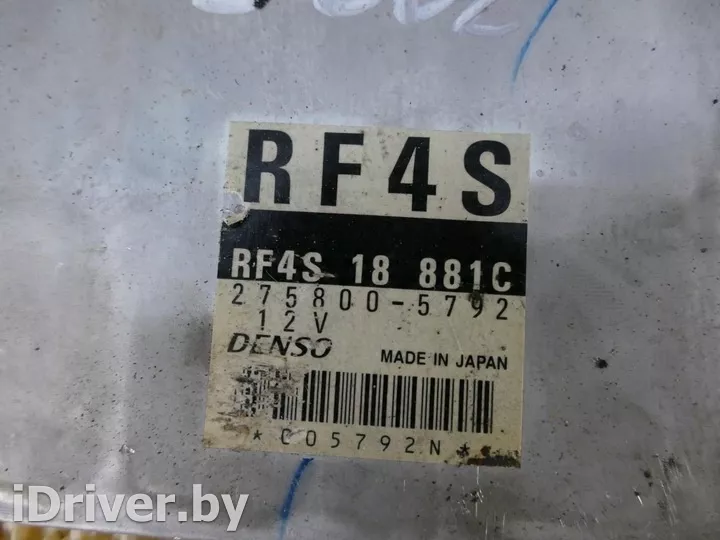 RF4S
RF4S 18 881C
275800-5792
12V
DENSO
MADE IN JAPAN
*C05792N*
iDriver.by